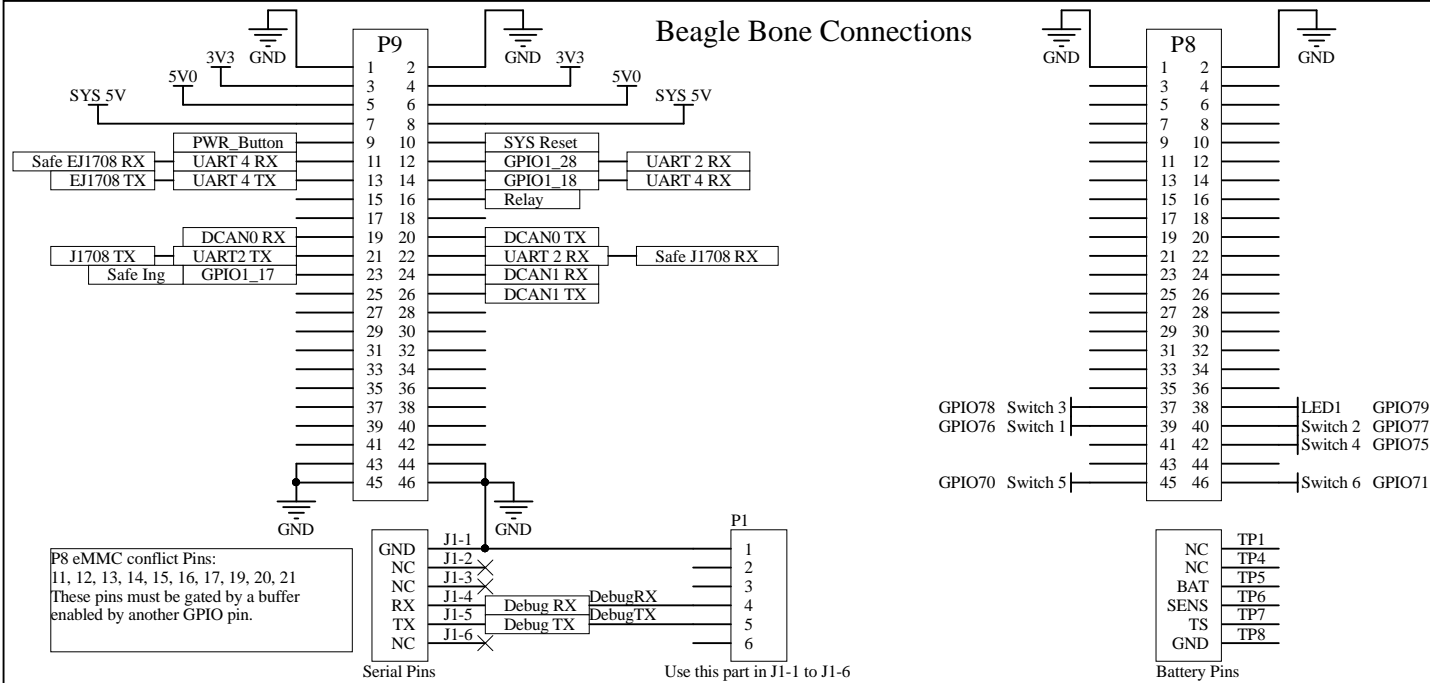 Beagle Bone Connections
GND P9 GND
3V3 3V3
5V0 5V0
SYS 5V SYS 5V
1 2
3 4
5 6
7 8
PWR_Button 9 10 SYS Reset
Safe EJ1708 RX UART 4 RX 11 12 GPIO1_28 UART 2 RX
EJ1708 TX UART 4 TX 13 14 GPIO1_18 UART 4 RX
15 16 Relay
17 18
DCAN0 RX 19 20 DCAN0 TX
J1708 TX UART2 TX 21 22 UART 2 RX Safe J1708 RX
Safe Ing GPIO1_17 23 24 DCAN1 RX
25 26 DCAN1 TX
27 28
29 30
31 32
33 34
35 36
37 38
39 40
41 42
43 44
45 46
GND GND
GND P8 GND
1 2
3 4
5 6
7 8
9 10
11 12
13 14
15 16
17 18
19 20
21 22
23 24
25 26
27 28
29 30
31 32
33 34
35 36
GPIO78 Switch 3 37 38 LED1 GPIO79
GPIO76 Switch 1 39 40 Switch 2 GPIO77
41 42 Switch 4 GPIO75
43 44
GPIO70 Switch 5 45 46 Switch 6 GPIO71
P8 eMMC conflict Pins:
11, 12, 13, 14, 15, 16, 17, 19, 20, 21
These pins must be gated by a buffer
enabled by another GPIO pin.
P1
GND J1-1 1
NC J1-2 2
NC J1-3 3
RX J1-4 Debug RX DebugRX 4
TX J1-5 Debug TX DebugTX 5
NC J1-6 6
Serial Pins
Use this part in J1-1 to J1-6
NC TP1
NC TP4
BAT TP5
SENS TP6
TS TP7
GND TP8
Battery Pins